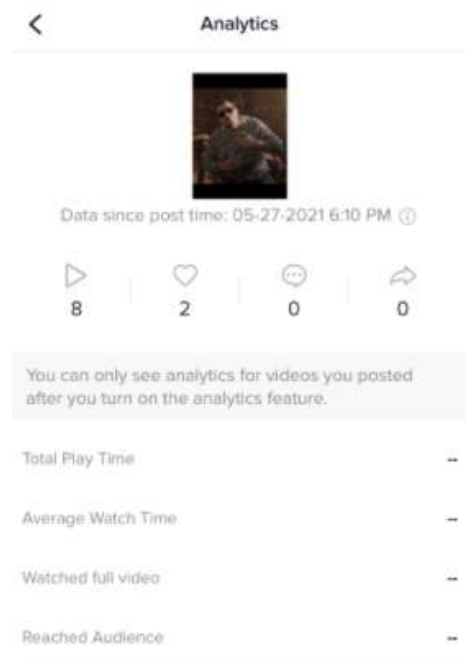 Analytics
Data since post time: 05-27-2021 6:10 PM
8 2 0 0
You can only see analytics for videos you posted
after you turn on the analytics feature.
Total Play Time --
Average Watch Time --
Watched full video --
Reached Audience --